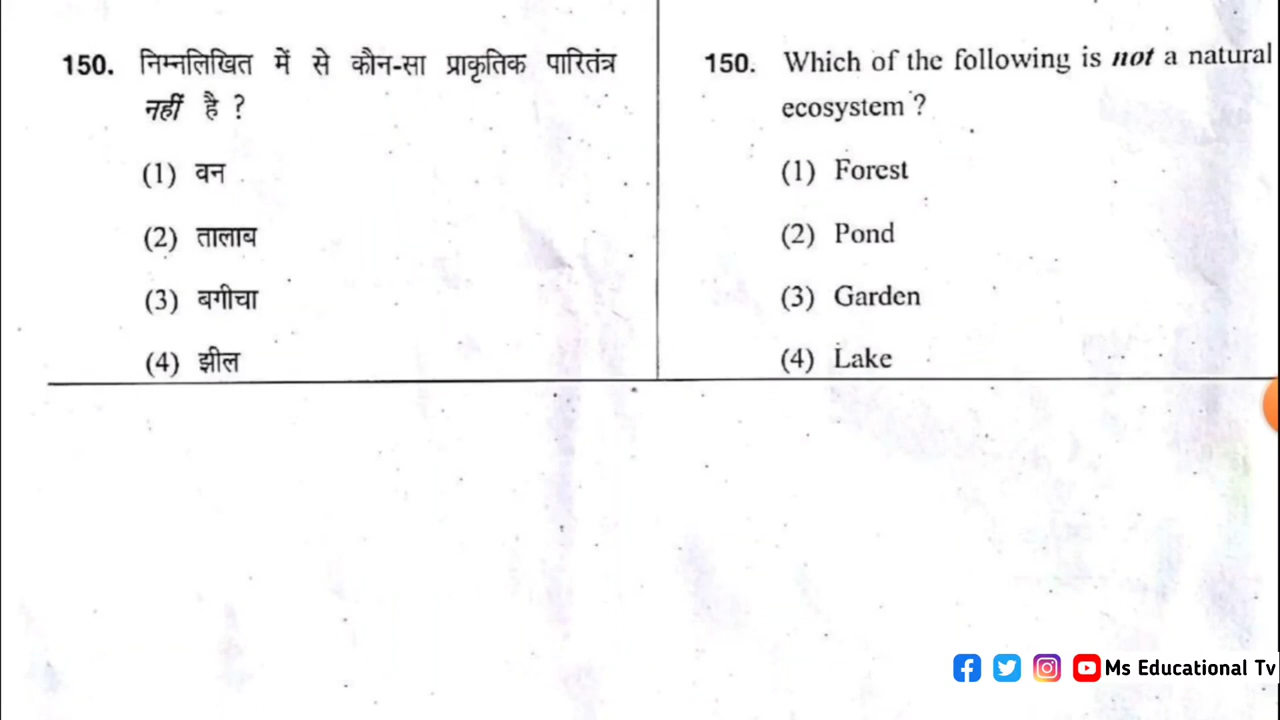 150. निम्नलिखित में से कौन-सा प्राकृतिक पारितंत्र
नहीं है ?
(1) वन
(2) तालाब
(3) बगीचा
(4) झील
150. Which of the following is not a natural
ecosystem ?
(1) Forest
(2) Pond
(3) Garden
(4) Lake
Ms Educational Tv